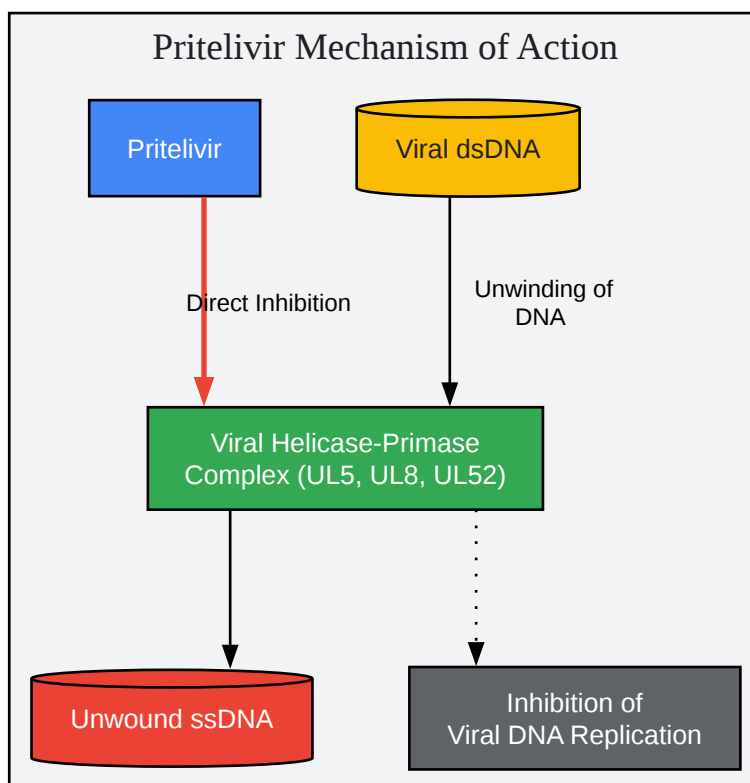 Pritelivir Mechanism of Action
Pritelivir
Viral dsDNA
Direct Inhibition
Unwinding of
DNA
Viral Helicase-Primase
Complex (UL5, UL8, UL52)
Unwound ssDNA
Inhibition of
Viral DNA Replication